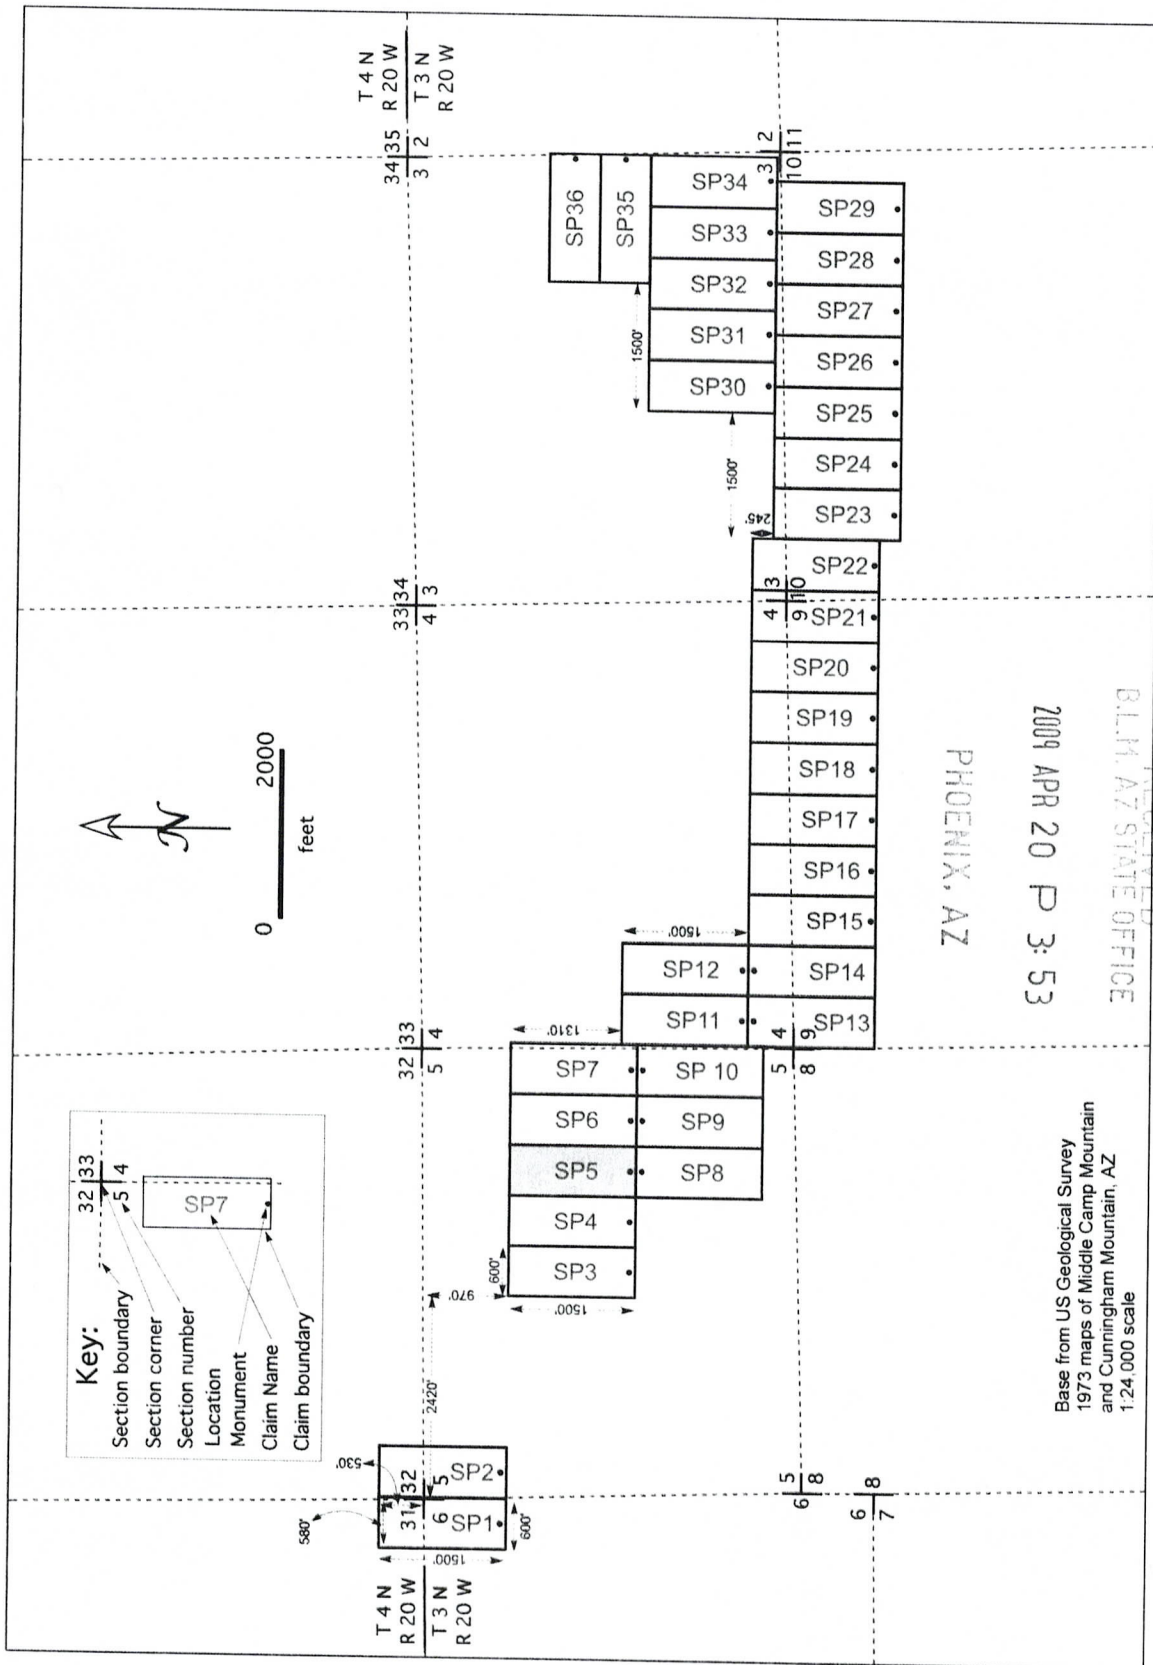 T 4 N
R 20 W
T 3 N
R 20 W
34 35
3 2
33 34
4 3
32 33
5 4
31 32
6 5
T 4 N
R 20 W
T 3 N
R 20 W
N
0 2000
feet
Key:
Section boundary
Section corner
Section number
Location
Monument
Claim Name
Claim boundary
32 33
5 4
SP7
580'
530'
1500'
600'
SP1
SP2
2420'
970'
600'
1500'
SP3
SP4
SP5
SP6
SP7
1310'
SP8
SP9
SP 10
SP11
SP12
1500'
SP13
SP14
SP15
SP16
SP17
SP18
SP19
SP20
SP21
SP22
245'
1500'
SP23
SP24
SP25
SP26
SP27
SP28
SP29
1500'
SP30
SP31
SP32
SP33
SP34
SP35
SP36
5
6 8
6 8
7
5 4
8 9
4 3
9 10
3 2
10 11
Base from US Geological Survey
1973 maps of Middle Camp Mountain
and Cunningham Mountain, AZ
1:24,000 scale
B.L.M. AZ STATE OFFICE
2009 APR 20 P 3:53
PHOENIX, AZ